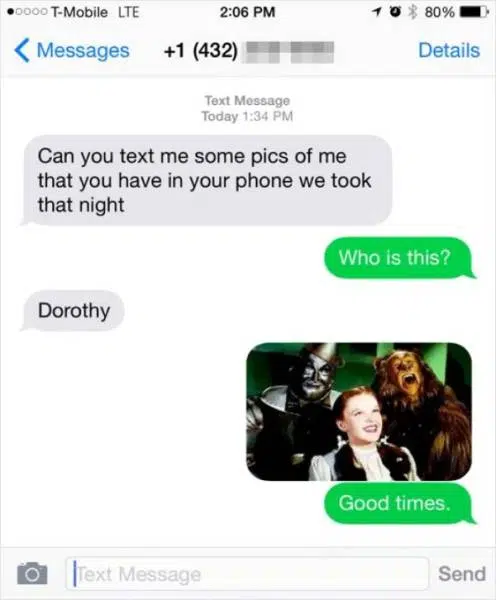 T-Mobile LTE 2:06 PM 80%
Messages +1 (432) Details
Text Message
Today 1:34 PM
Can you text me some pics of me
that you have in your phone we took
that night
Who is this?
Dorothy
Good times.
Text Message Send